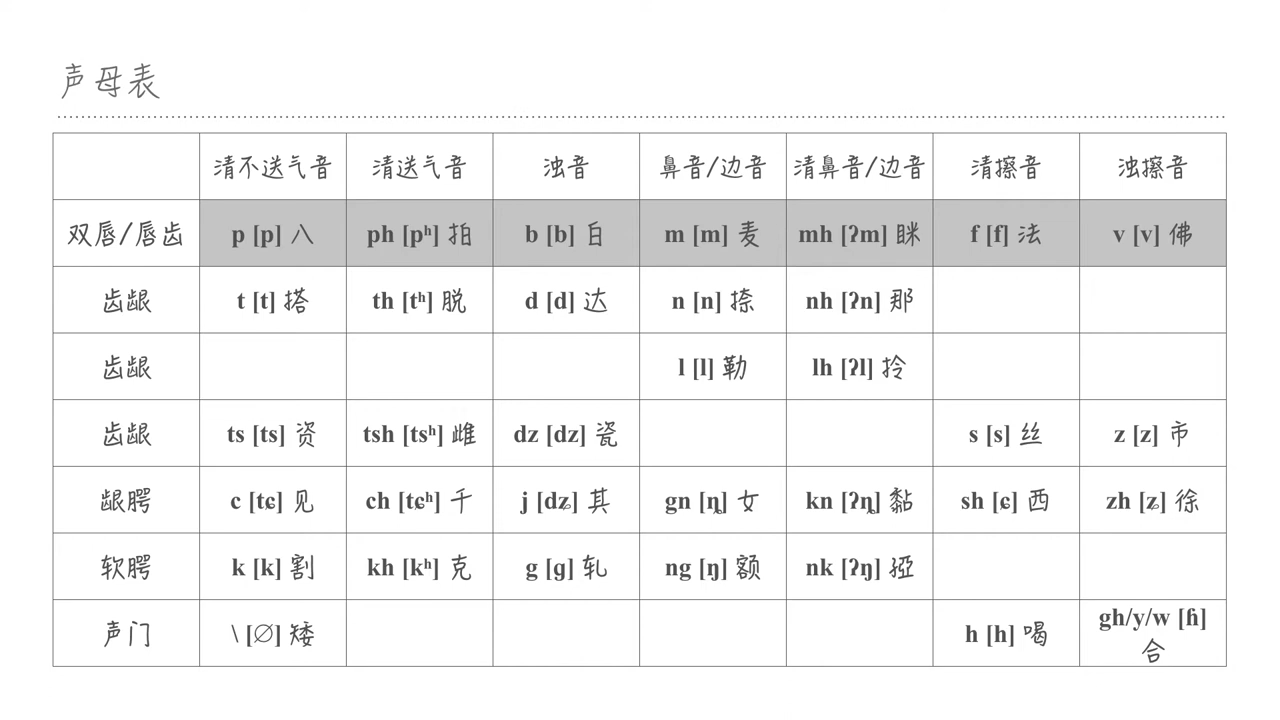 声母表
清不送气音 清送气音 浊音 鼻音/边音 清鼻音/边音 清擦音 浊擦音
双唇/唇齿 p [p] 八 ph [pʰ] 拍 b [b] 白 m [m] 麦 mh [ʔm] 眯 f [f] 法 v [v] 佛
齿龈 t [t] 搭 th [tʰ] 脱 d [d] 达 n [n] 捺 nh [ʔn] 那
齿龈 l [l] 勒 lh [ʔl] 拎
齿龈 ts [ts] 资 tsh [tsʰ] 雌 dz [dz] 瓷 s [s] 丝 z [z] 市
龈腭 c [tɕ] 见 ch [tɕʰ] 千 j [dʑ] 其 gn [ȵ] 女 kn [ʔȵ] 黏 sh [ɕ] 西 zh [ʑ] 徐
软腭 k [k] 割 kh [kʰ] 克 g [ɡ] 轧 ng [ŋ] 额 nk [ʔŋ]
声门 \ [∅] 矮 h [h] 喝 gh/y/w [ɦ]
合